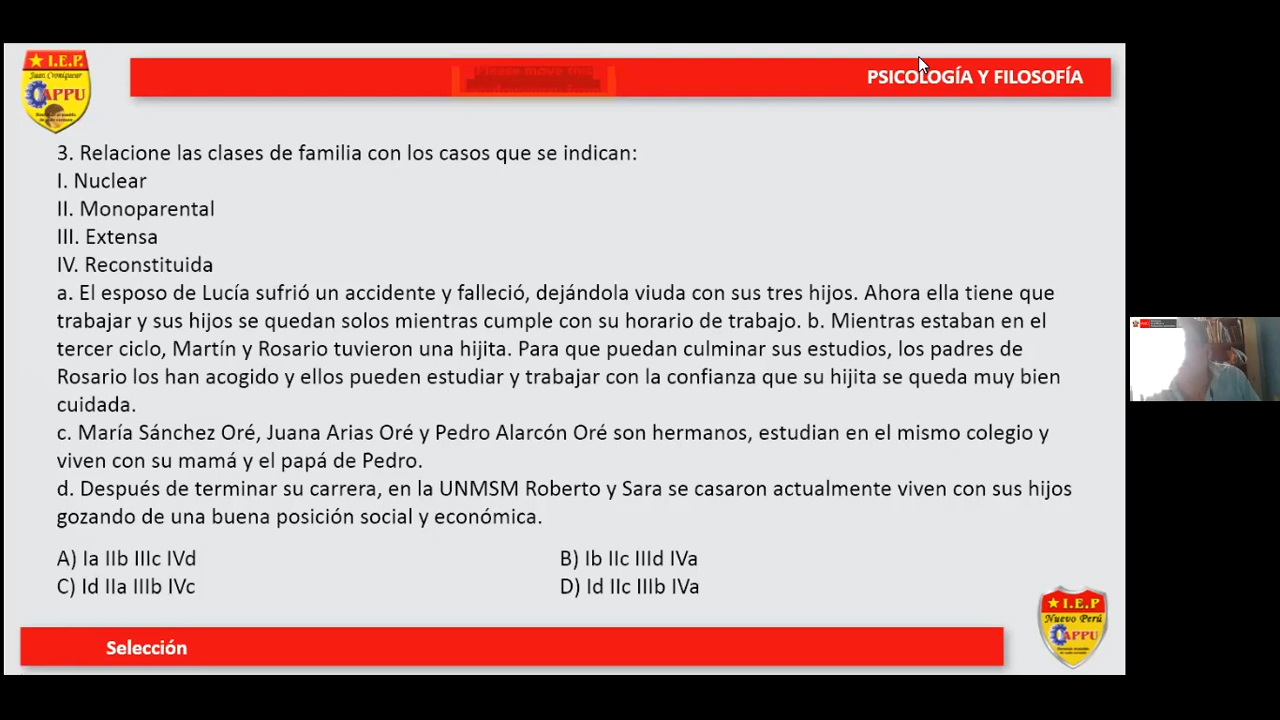 I.E.P.
Juan Croniqueur
CAPPU
PSICOLOGÍA Y FILOSOFÍA
3. Relacione las clases de familia con los casos que se indican:
I. Nuclear
II. Monoparental
III. Extensa
IV. Reconstituida
a. El esposo de Lucía sufrió un accidente y falleció, dejándola viuda con sus tres hijos. Ahora ella tiene que
trabajar y sus hijos se quedan solos mientras cumple con su horario de trabajo. b. Mientras estaban en el
tercer ciclo, Martín y Rosario tuvieron una hijita. Para que puedan culminar sus estudios, los padres de
Rosario los han acogido y ellos pueden estudiar y trabajar con la confianza que su hijita se queda muy bien
cuidada.
c. María Sánchez Oré, Juana Arias Oré y Pedro Alarcón Oré son hermanos, estudian en el mismo colegio y
viven con su mamá y el papá de Pedro.
d. Después de terminar su carrera, en la UNMSM Roberto y Sara se casaron actualmente viven con sus hijos
gozando de una buena posición social y económica.
A) Ia IIb IIIc IVd
B) Ib IIc IIId IVa
C) Id IIa IIIb IVc
D) Id IIc IIIb IVa
I.E.P
Nuevo Perú
CAPPU
Selección